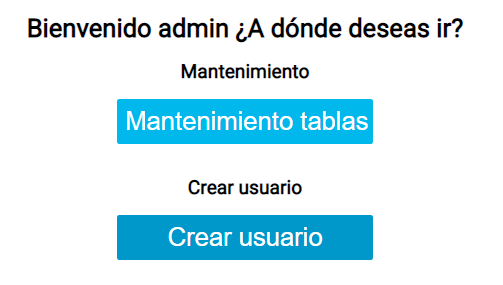 Bienvenido admin ¿A dónde deseas ir?
Mantenimiento
Mantenimiento tablas
Crear usuario
Crear usuario